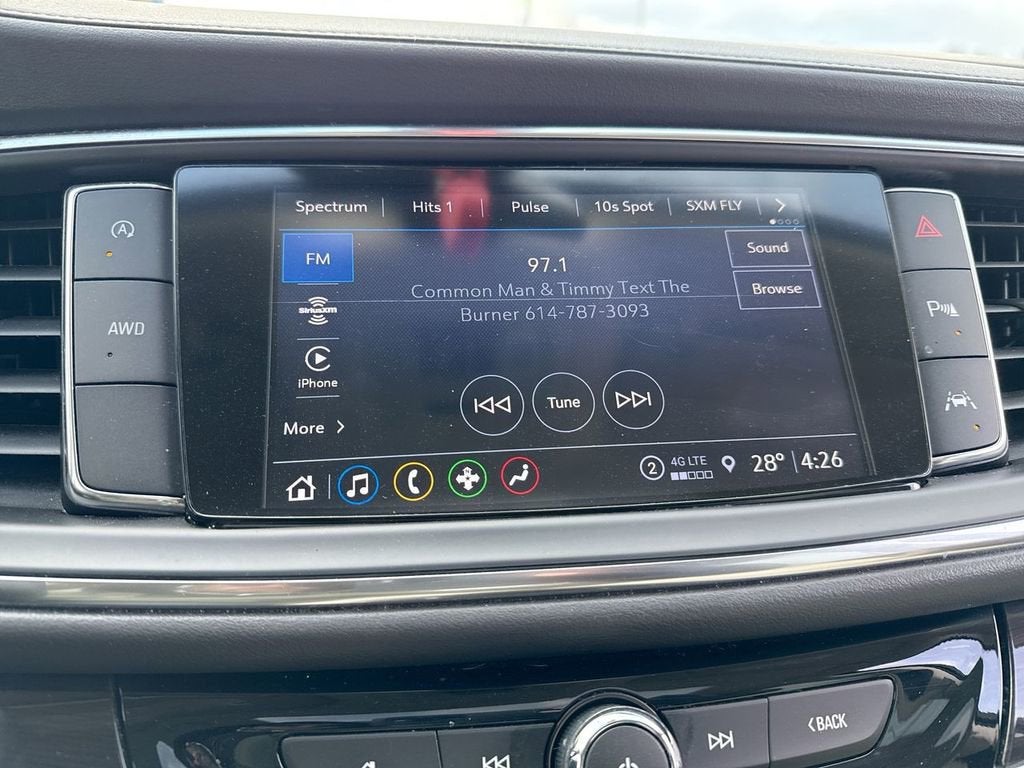 Spectrum Hits 1 Pulse 10s Spot SXM FLY
FM
97.1
Sound
Common Man & Timmy Text The
Browse
Burner 614-787-3093
SiriusXM
iPhone
Tune
More
2 4G LTE 28° 4:26
A
AWD
P
BACK